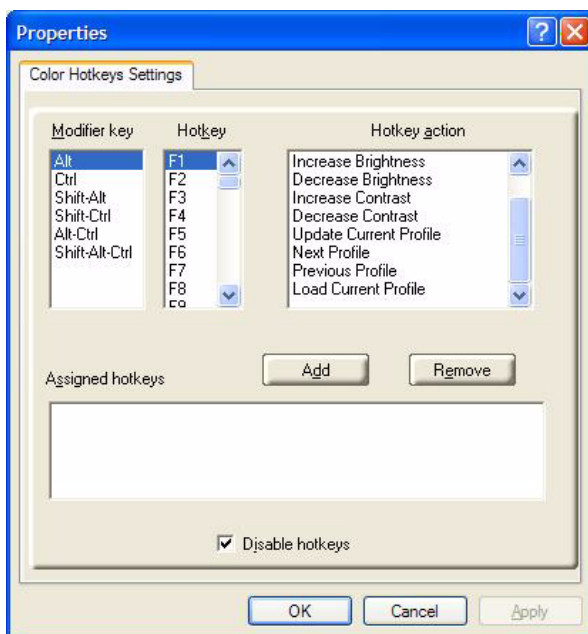 Properties
Color Hotkeys Settings
Modifier key
Hotkey
Hotkey action
Alt
Ctrl
Shift-Alt
Shift-Ctrl
Alt-Ctrl
Shift-Alt-Ctrl
F1
F2
F3
F4
F5
F6
F7
F8
F9
Increase Brightness
Decrease Brightness
Increase Contrast
Decrease Contrast
Update Current Profile
Next Profile
Previous Profile
Load Current Profile
Assigned hotkeys
Add
Remove
Disable hotkeys
OK
Cancel
Apply